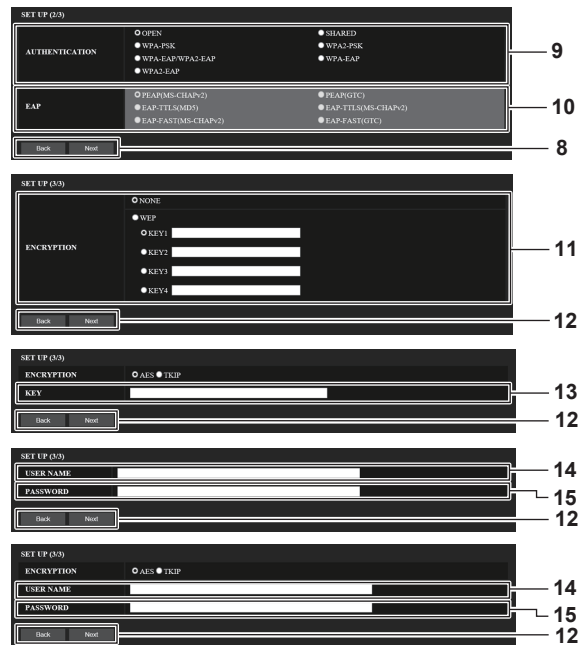 SET UP (2/3)
AUTHENTICATION
OPEN SHARED
WPA-PSK WPA2-PSK
WPA-EAP/WPA2-EAP WPA-EAP
WPA2-EAP
9
EAP
PEAP(MS-CHAPv2) PEAP(GTC)
EAP-TTLS(MD5) EAP-TTLS(MS-CHAPv2)
EAP-FAST(MS-CHAPv2) EAP-FAST(GTC)
10
Back Next
8
SET UP (3/3)
ENCRYPTION
NONE
WEP
KEY1
KEY2
KEY3
KEY4
11
Back Next
12
SET UP (3/3)
ENCRYPTION AES TKIP
KEY
13
Back Next
12
SET UP (3/3)
USER NAME
14
PASSWORD
15
Back Next
12
SET UP (3/3)
ENCRYPTION AES TKIP
USER NAME
14
PASSWORD
15
Back Next
12